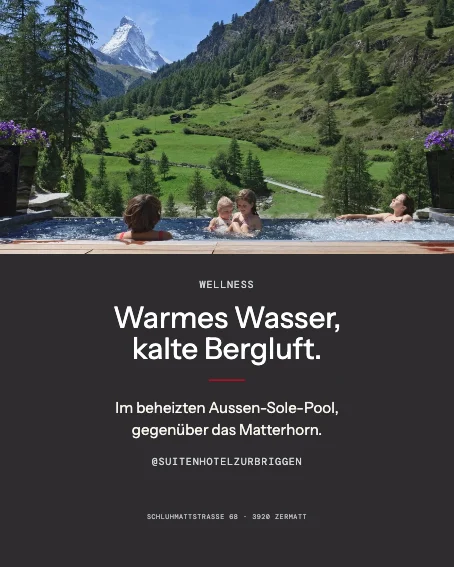 WELLNESS
Warmes Wasser,
kalte Bergluft.
Im beheizten Aussen-Sole-Pool,
gegenüber das Matterhorn.
@SUITENHOTELZURBRIGGEN
SCHLUHMATTSTRASSE 68 · 3920 ZERMATT